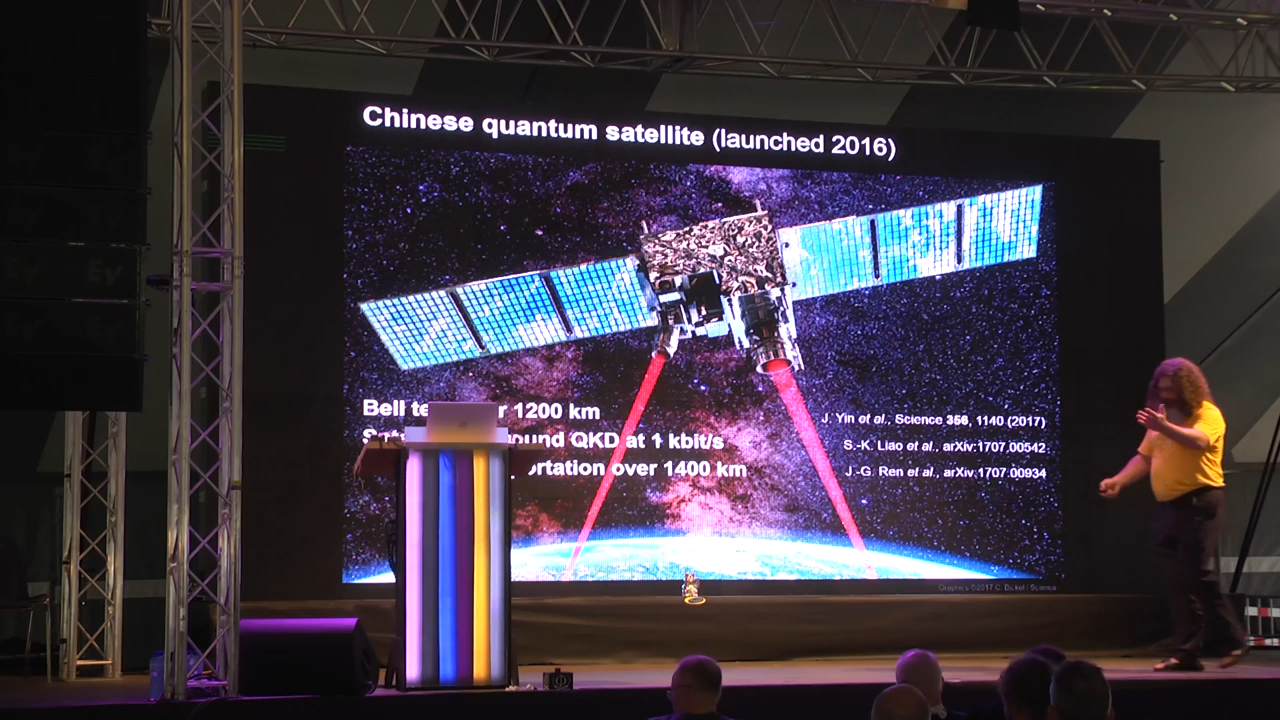 Chinese quantum satellite (launched 2016)
Bell te r 1200 km
ound QKD at 1 kbit/s
rtation over 1400 km
J. Yin et al., Science 356, 1140 (2017)
S.-K. Liao et al., arXiv:1707.00542
J.-G. Ren et al., arXiv:1707.00934
Graphics ©2017 C. Bickel / Science
EV